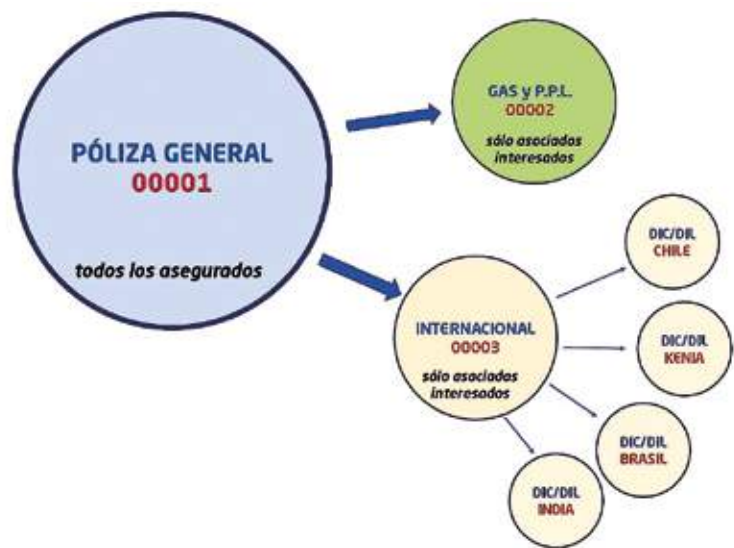 PÓLIZA GENERAL
00001
todos los asegurados
GAS y P.P.L.
00002
sólo asociados
interesados
INTERNACIONAL
00003
sólo asociados
interesados
DIC/DIL
CHILE
DIC/DIL
KENIA
DIC/DIL
BRASIL
DIC/DIL
INDIA